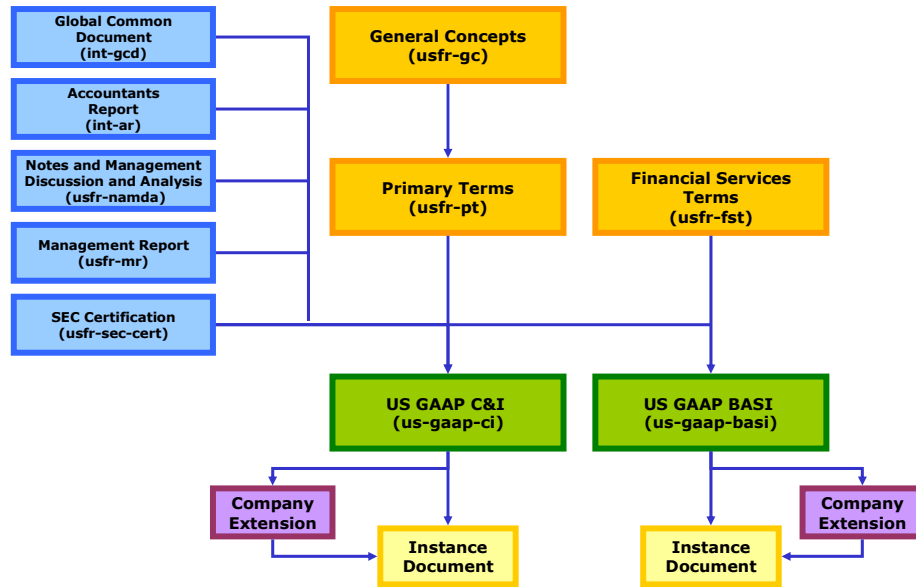 Global Common
Document
(int-gcd)
General Concepts
(usfr-gc)
Accountants
Report
(int-ar)
Notes and Management
Discussion and Analysis
(usfr-namda)
Primary Terms
(usfr-pt)
Financial Services
Terms
(usfr-fst)
Management Report
(usfr-mr)
SEC Certification
(usfr-sec-cert)
US GAAP C&I
(us-gaap-ci)
US GAAP BASI
(us-gaap-basi)
Company
Extension
Instance
Document
Instance
Document
Company
Extension